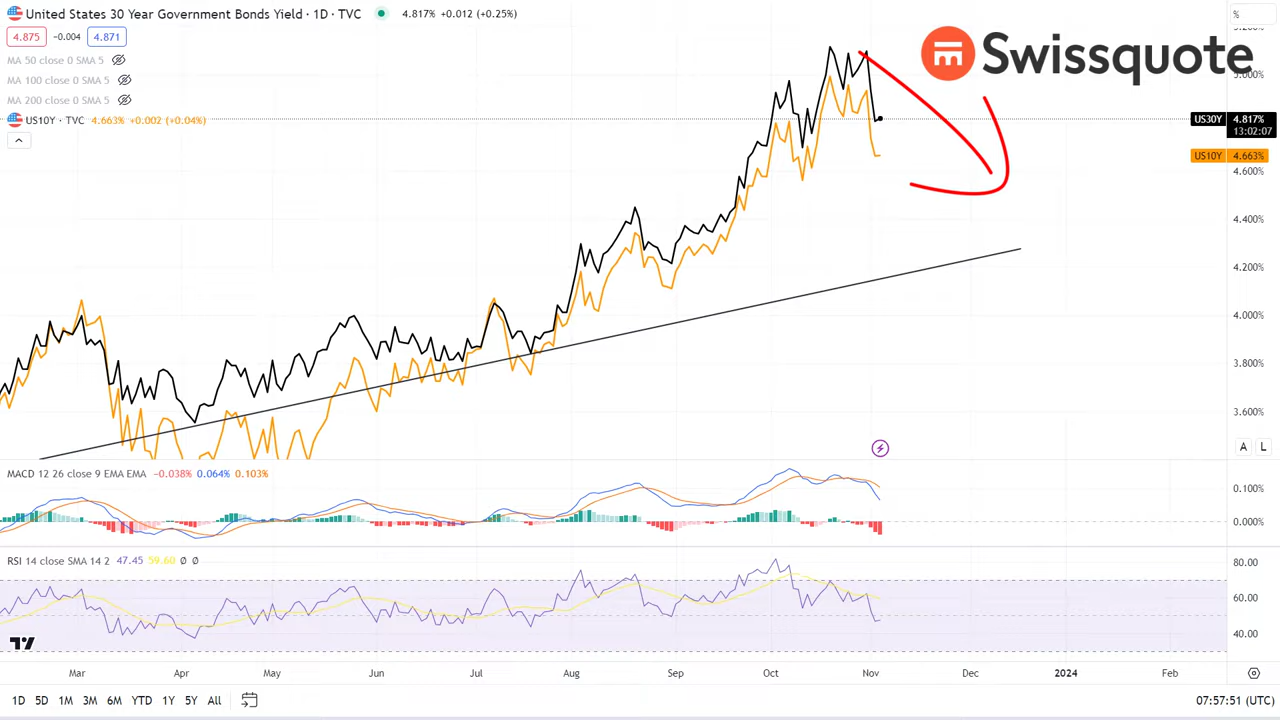 United States 30 Year Government Bonds Yield · 1D · TVC 4.817% +0.012 (+0.25%)
4.875 −0.004 4.871
MA 50 close 0 SMA 5
MA 100 close 0 SMA 5
MA 200 close 0 SMA 5
US10Y · TVC 4.663% +0.002 (+0.04%)
%
Swissquote
US30Y 4.817%
13:02:07
US10Y 4.663%
4.600%
4.400%
4.200%
4.000%
3.800%
3.600%
A L
MACD 12 26 close 9 EMA EMA −0.038% 0.064% 0.103%
0.100%
0.000%
RSI 14 close SMA 14 2 47.45 59.60 Ø Ø
80.00
60.00
40.00
Mar Apr May Jun Jul Aug Sep Oct Nov Dec 2024 Feb
1D 5D 1M 3M 6M YTD 1Y 5Y All 07:57:51 (UTC)